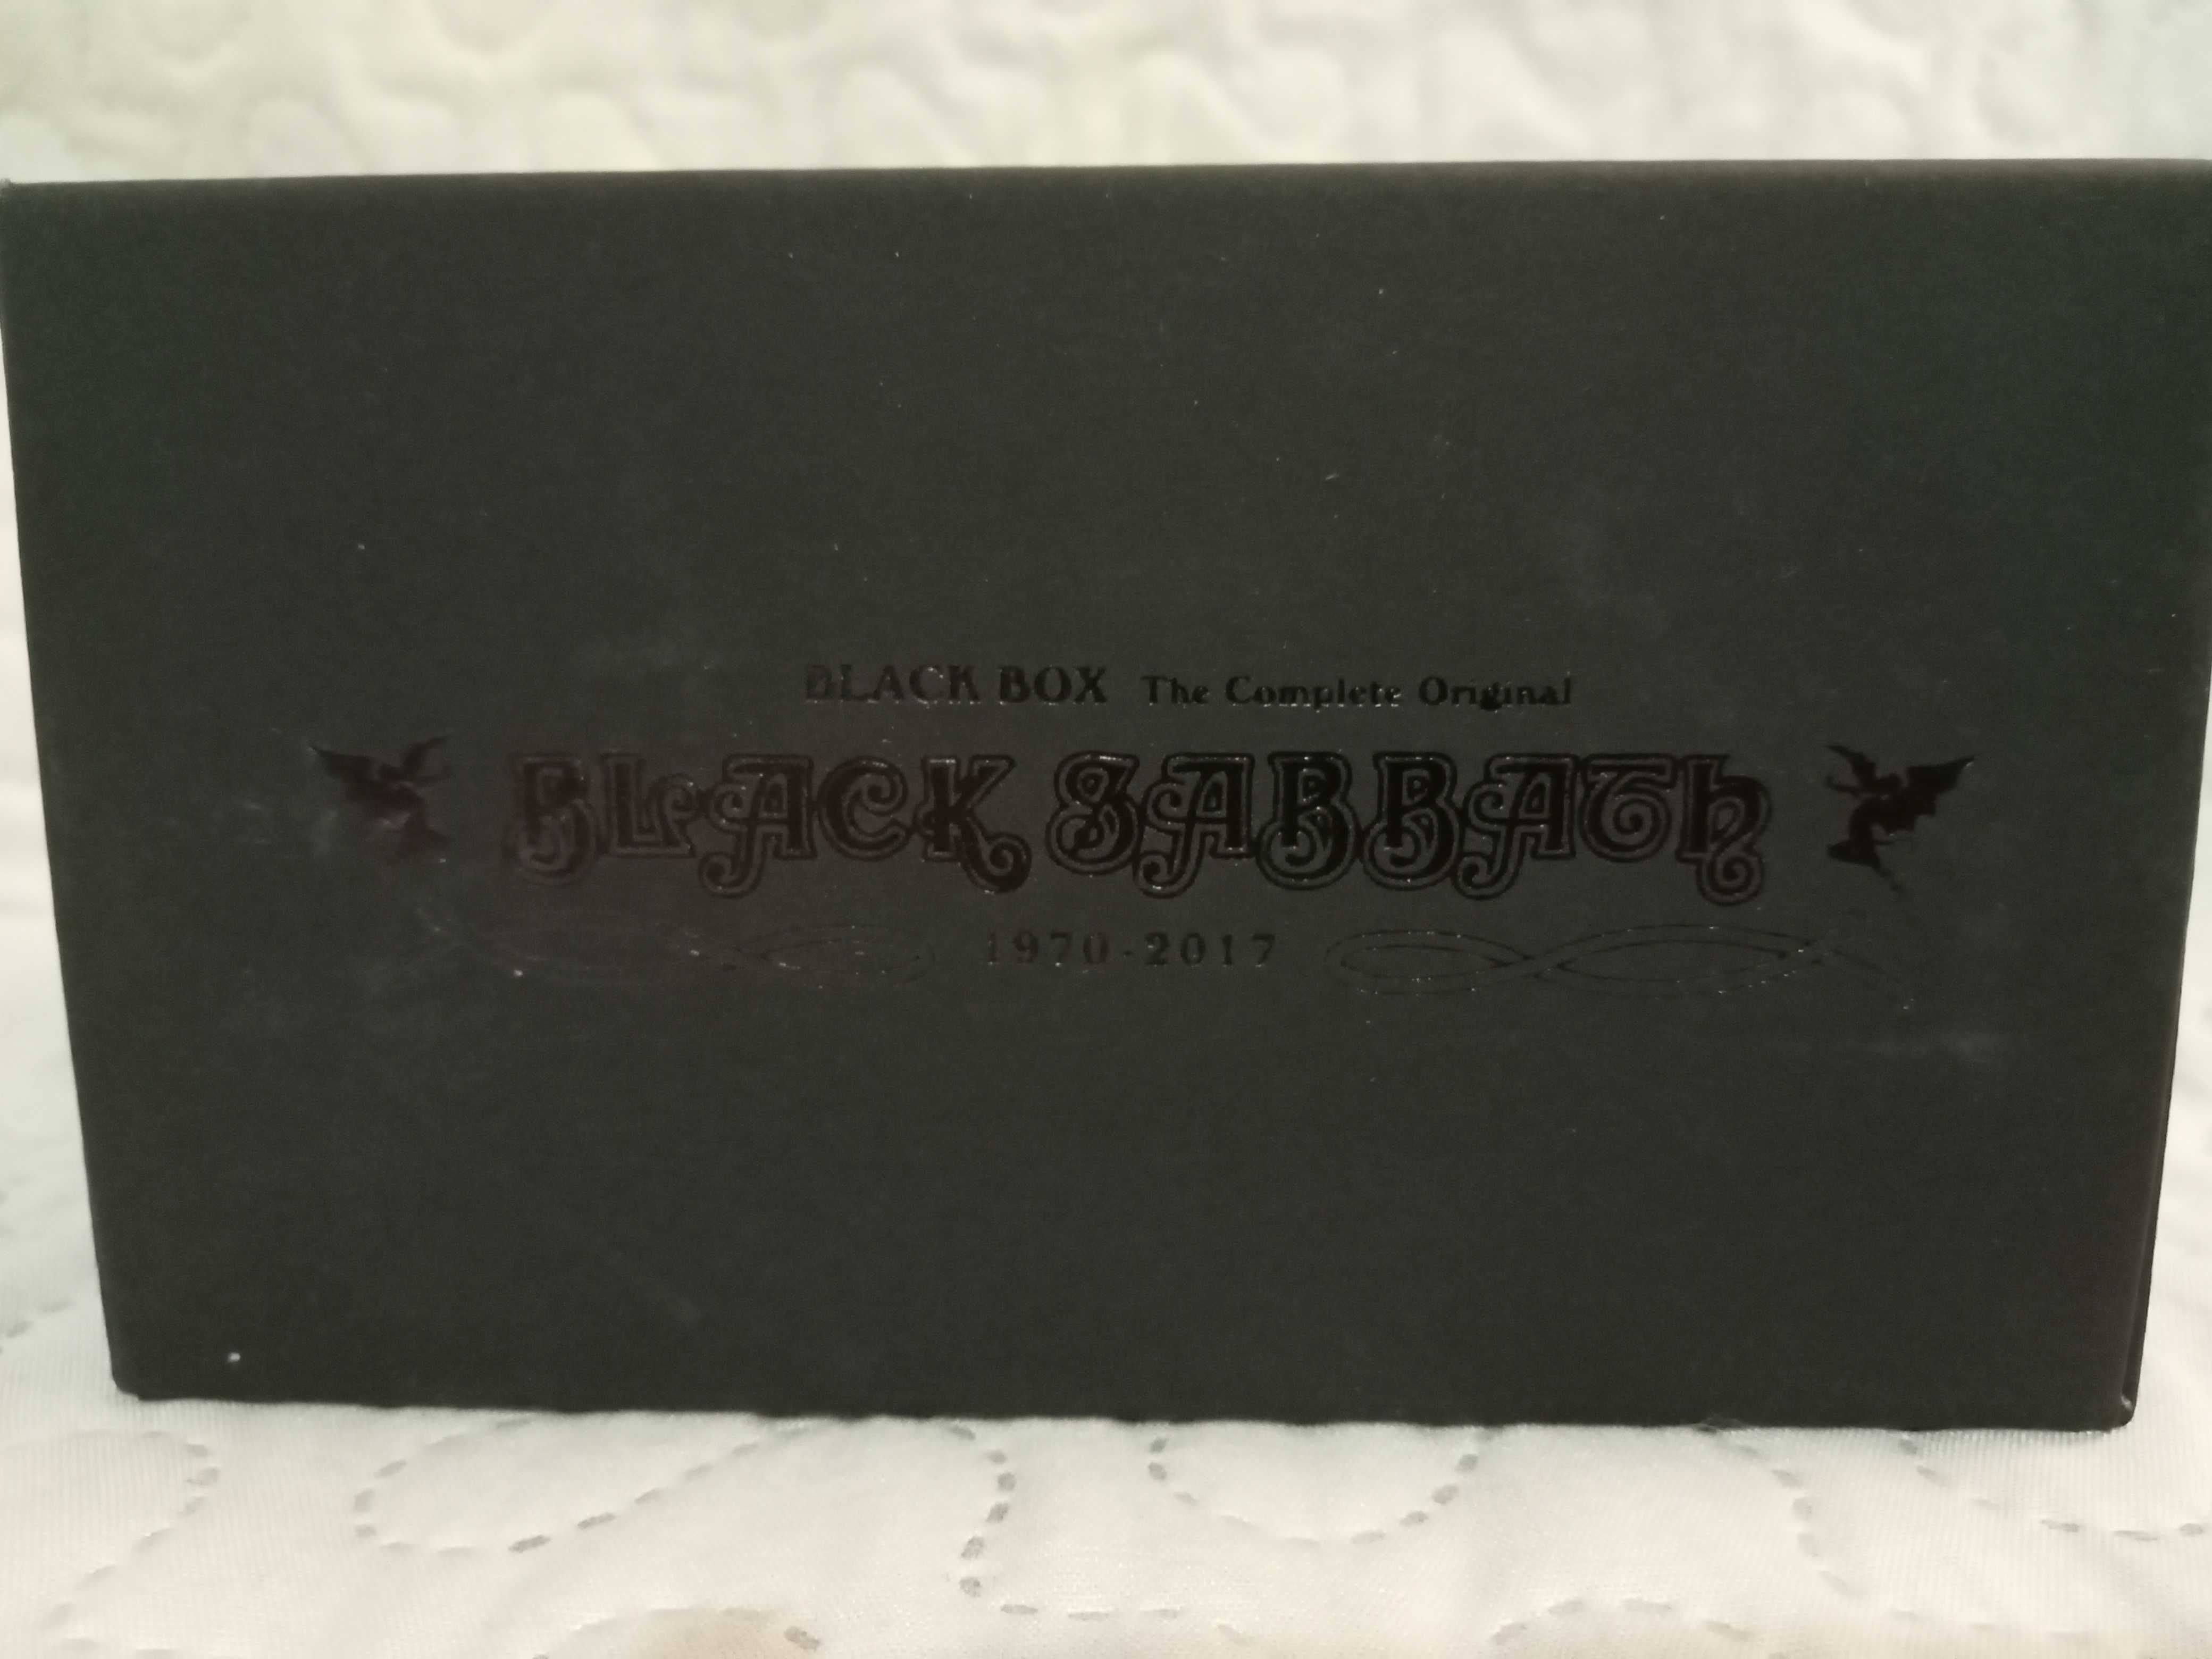 BLACK BOX The Complete Original
BLACK SABBATH
1970-2017